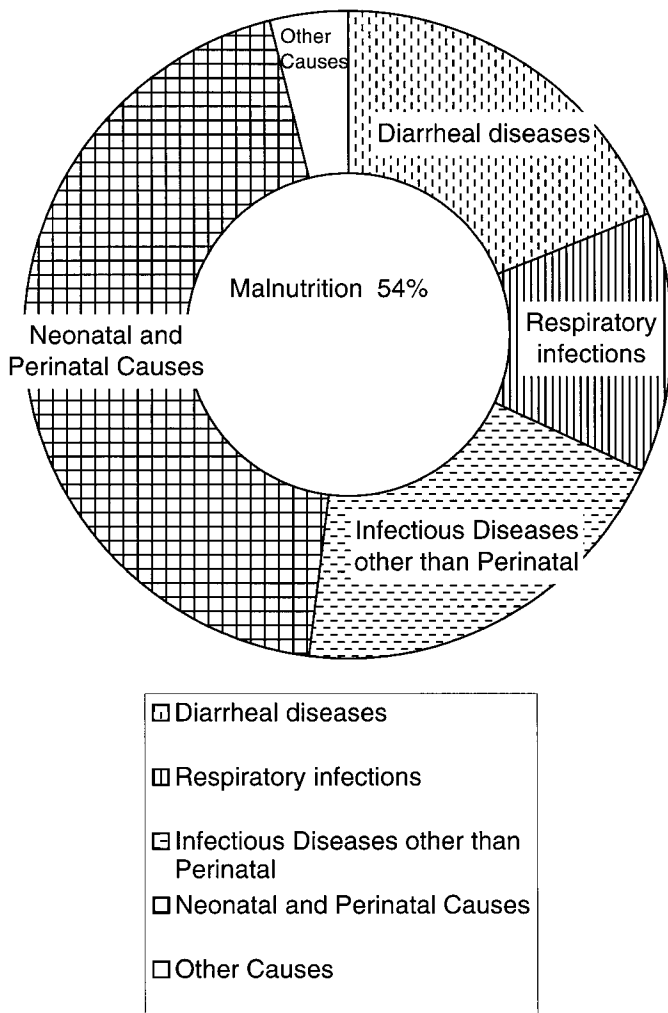 Other
Causes
Diarrheal diseases
Malnutrition 54%
Respiratory
infections
Neonatal and
Perinatal Causes
Infectious Diseases
other than Perinatal
Diarrheal diseases
Respiratory infections
Infectious Diseases other than
Perinatal
Neonatal and Perinatal Causes
Other Causes